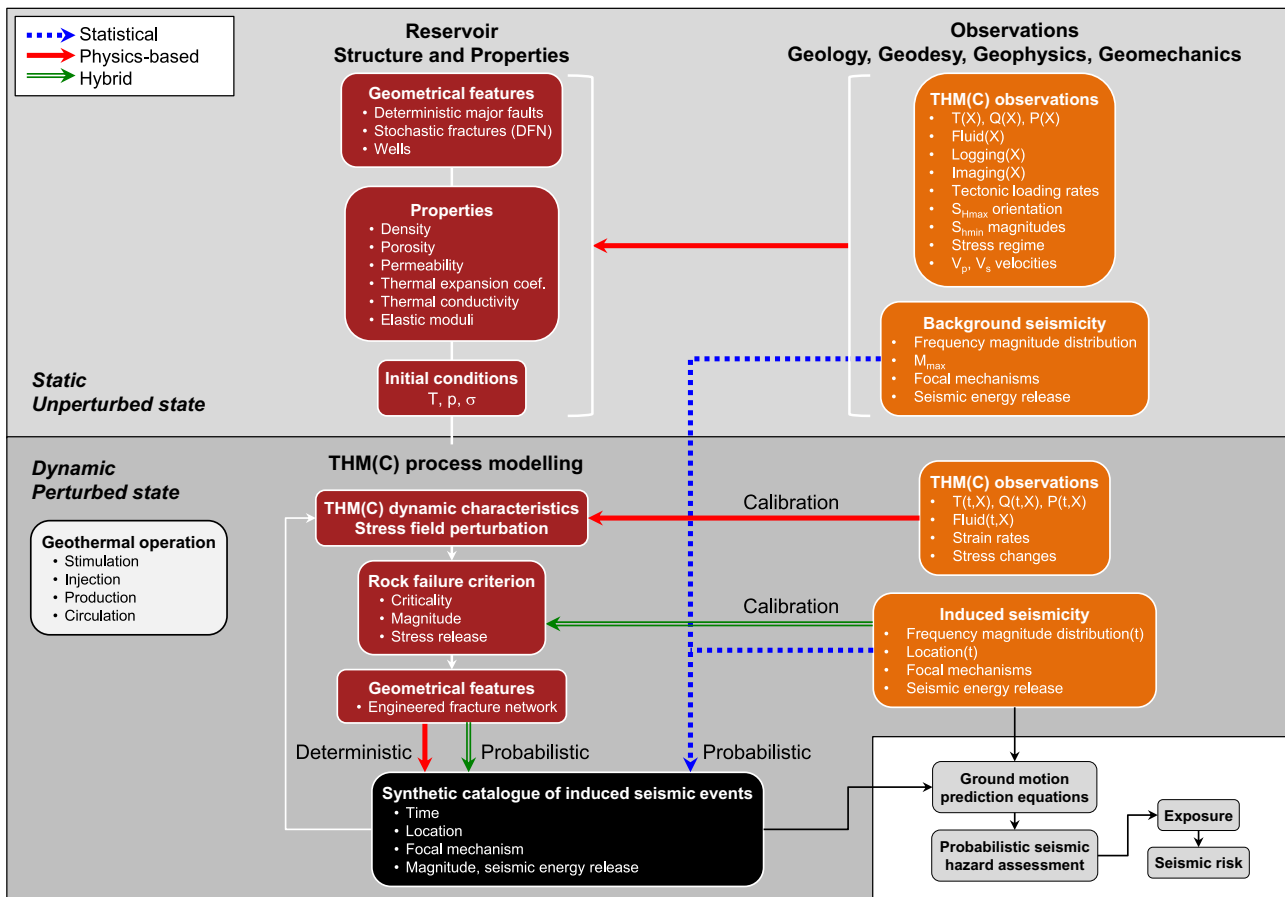 Statistical
Physics-based
Hybrid
Reservoir
Structure and Properties
Observations
Geology, Geodesy, Geophysics, Geomechanics
Geometrical features
• Deterministic major faults
• Stochastic fractures (DFN)
• Wells
Properties
• Density
• Porosity
• Permeability
• Thermal expansion coef.
• Thermal conductivity
• Elastic moduli
Initial conditions
T, p, σ
THM(C) observations
• T(X), Q(X), P(X)
• Fluid(X)
• Logging(X)
• Imaging(X)
• Tectonic loading rates
• S_Hmax orientation
• S_hmin magnitudes
• Stress regime
• V_p, V_s velocities
Background seismicity
• Frequency magnitude distribution
• M_max
• Focal mechanisms
• Seismic energy release
Static
Unperturbed state
Dynamic
Perturbed state
THM(C) process modelling
Geothermal operation
• Stimulation
• Injection
• Production
• Circulation
THM(C) dynamic characteristics
Stress field perturbation
Calibration
THM(C) observations
• T(t,X), Q(t,X), P(t,X)
• Fluid(t,X)
• Strain rates
• Stress changes
Rock failure criterion
• Criticality
• Magnitude
• Stress release
Calibration
Induced seismicity
• Frequency magnitude distribution(t)
• Location(t)
• Focal mechanisms
• Seismic energy release
Geometrical features
• Engineered fracture network
Deterministic
Probabilistic
Probabilistic
Synthetic catalogue of induced seismic events
• Time
• Location
• Focal mechanism
• Magnitude, seismic energy release
Ground motion
prediction equations
Probabilistic seismic
hazard assessment
Exposure
Seismic risk